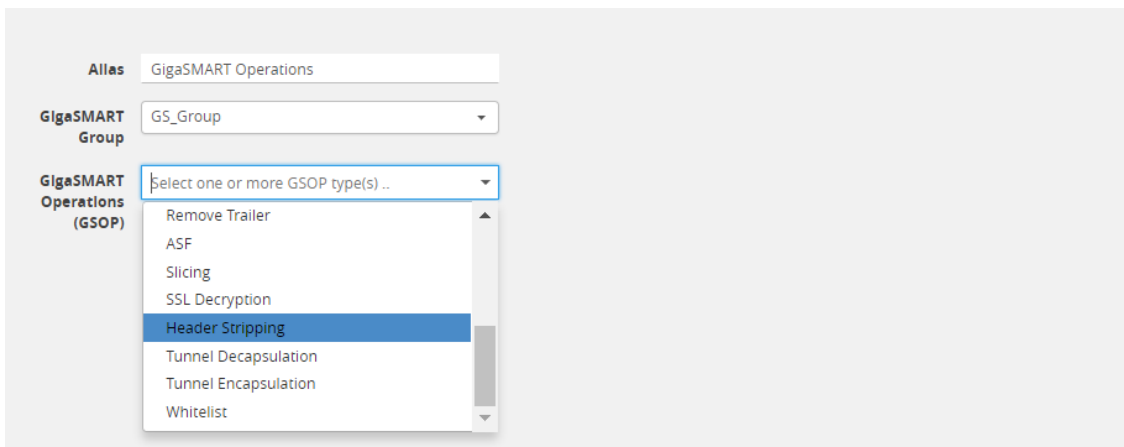 Alias GigaSMART Operations
GigaSMART
Group
GS_Group
GigaSMART
Operations
(GSOP)
Select one or more GSOP type(s) ..
Remove Trailer
ASF
Slicing
SSL Decryption
Header Stripping
Tunnel Decapsulation
Tunnel Encapsulation
Whitelist